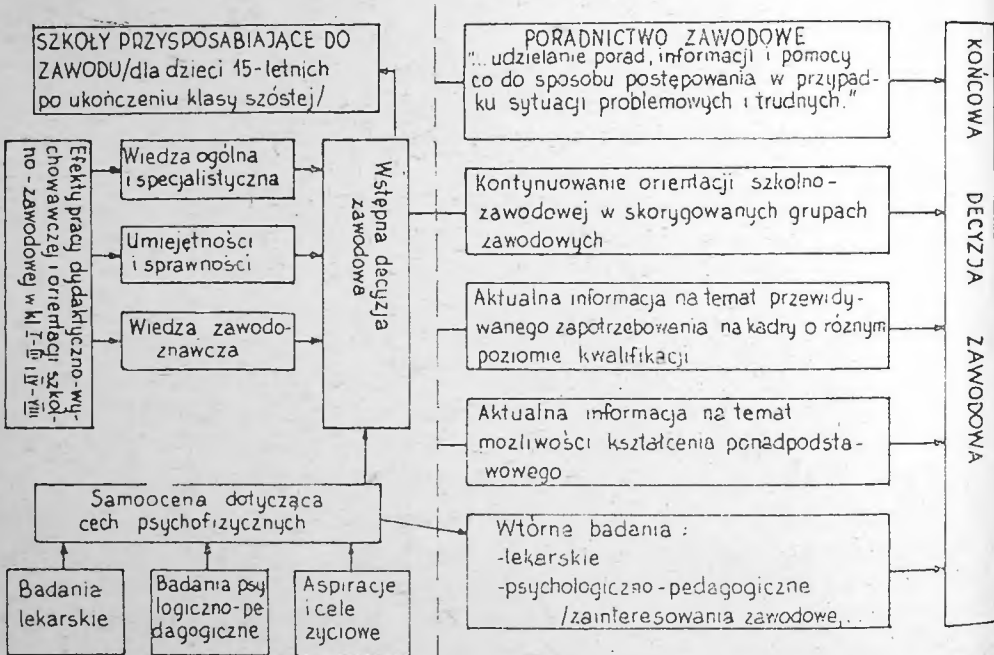 SZKOŁY PRZYSPOSABIAJĄCE DO
ZAWODU/dla dzieci 15-letnich
po ukończeniu klasy szóstej/
Efekty pracy dydaktyczno-wy-
chowawczej i orientacji szkol-
no-zawodowej w kl I-III i IV-VIII
Wiedza ogólna
i specjalistyczna
Umiejętności
i sprawności
Wiedza zawodo-
znawcza
Wstępna decyzja
zawodowa
Samoocena dotycząca
cech psychofizycznych
Badania
lekarskie
Badania psy
logiczno-pe
dagogiczne
Aspiracje
i cele
życiowe
PORADNICTWO ZAWODOWE
"... udzielanie porad, informacji i pomocy
co do sposobu postępowania w przypad-
ku sytuacji problemowych i trudnych."
Kontynuowanie orientacji szkolno-
zawodowej w skorygowanych grupach
zawodowych
Aktualna informacja na temat przewidy-
wanego zapotrzebowania na kadry o różnym
poziomie kwalifikacji
Aktualna informacja na temat
możliwości kształcenia ponadpodsta-
wowego
Wtórne badania :
-lekarskie
-psychologiczno-pedagogiczne
/zainteresowania zawodowe...
KOŃCOWA DECYZJA ZAWODOWA